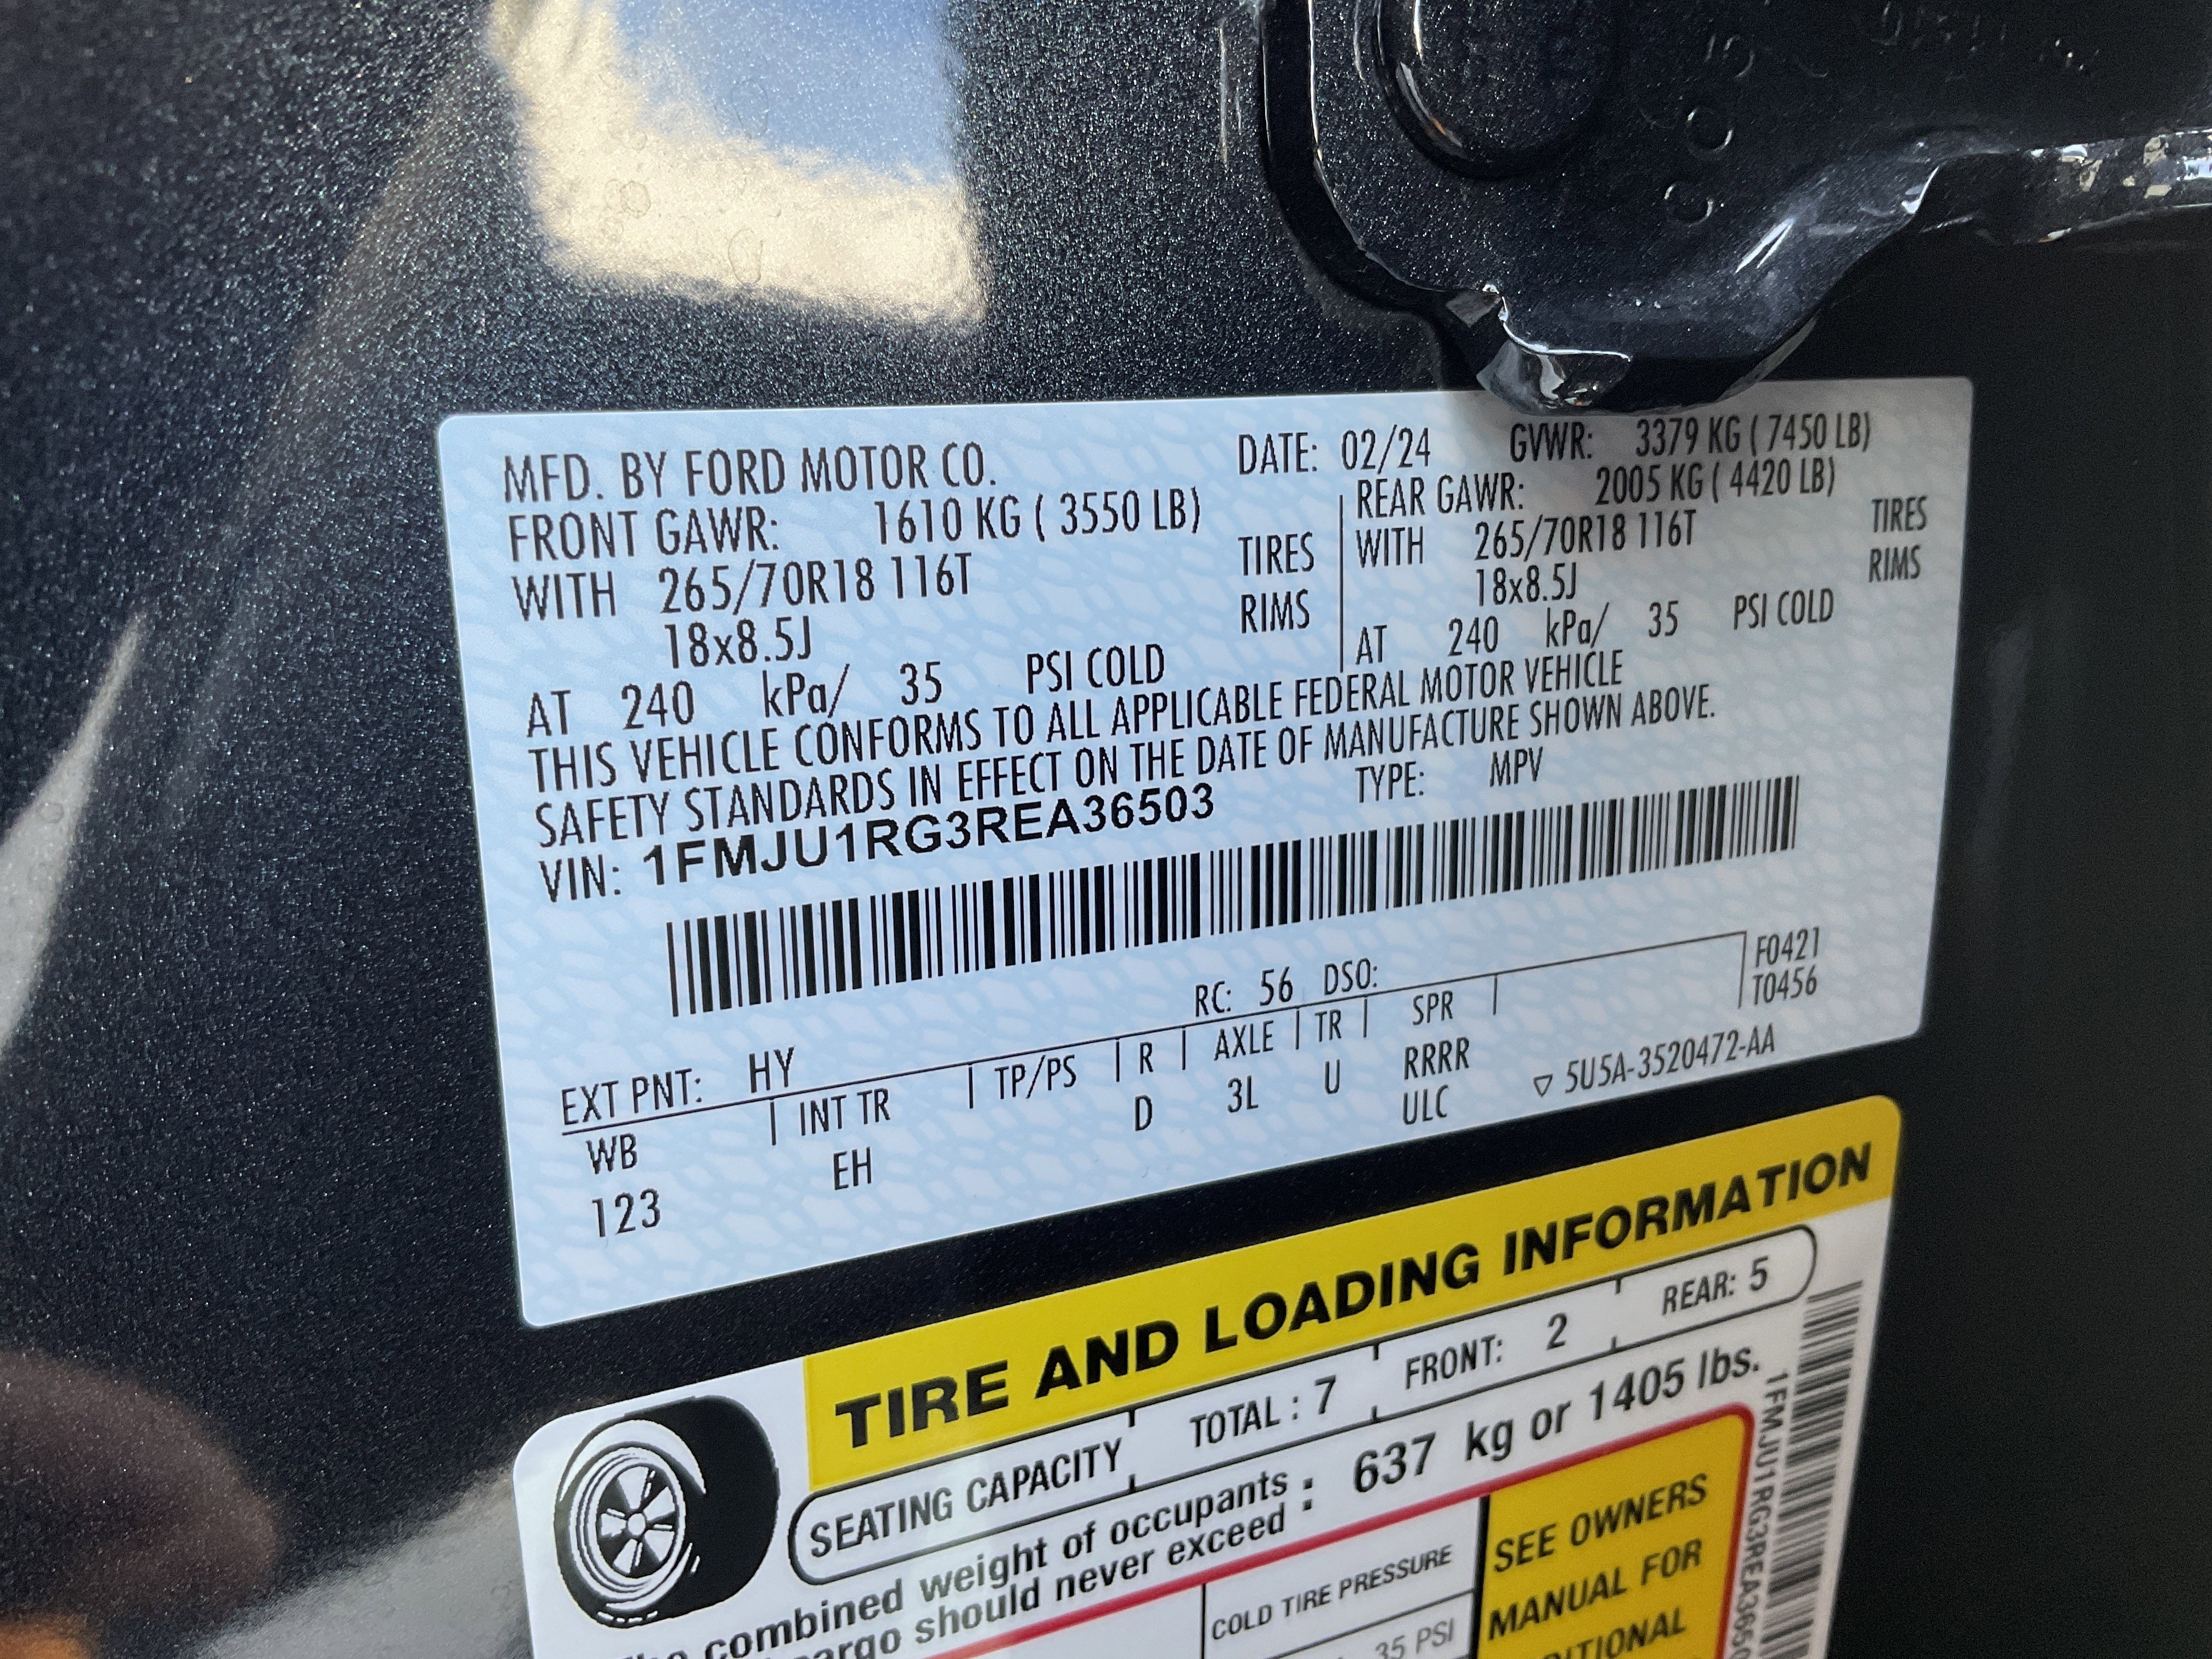 MFD. BY FORD MOTOR CO. DATE: 02/24 GVWR: 3379 KG ( 7450 LB)
FRONT GAWR: 1610 KG ( 3550 LB) REAR GAWR: 2005 KG ( 4420 LB)
WITH 265/70R18 116T TIRES WITH 265/70R18 116T TIRES
18x8.5J RIMS 18x8.5J RIMS
AT 240 kPa/ 35 PSI COLD AT 240 kPa/ 35 PSI COLD
THIS VEHICLE CONFORMS TO ALL APPLICABLE FEDERAL MOTOR VEHICLE
SAFETY STANDARDS IN EFFECT ON THE DATE OF MANUFACTURE SHOWN ABOVE.
VIN: 1FMJU1RG3REA36503 TYPE: MPV
EXT PNT: HY RC: 56 DSO: F0421
WB INT TR TP/PS R AXLE TR SPR T0456
123 EH D 3L U RRRR
ULC ▽ 5U5A-3520472-AA
TIRE AND LOADING INFORMATION
SEATING CAPACITY TOTAL : 7 FRONT: 2 REAR: 5
combined weight of occupants : 637 kg or 1405 lbs.
cargo should never exceed
COLD TIRE PRESSURE
35 PSI
SEE OWNERS
MANUAL FOR
1FMJU1RG3REA3650